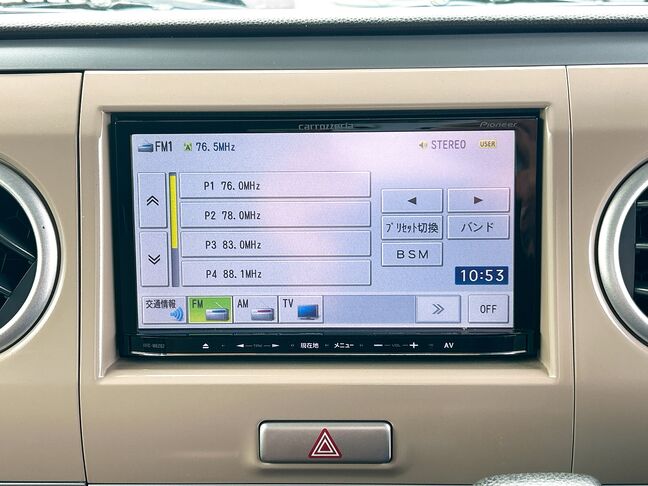 carrozzeria Pioneer
FM1 76.5MHz STEREO USER
P1 76.0MHz
P2 78.0MHz
P3 83.0MHz
P4 88.1MHz
◀ ▶
ﾌﾟﾘｾｯﾄ切換 バンド
BSM
10:53
交通情報 FM AM TV OFF
現在地 メニュー VOL AV